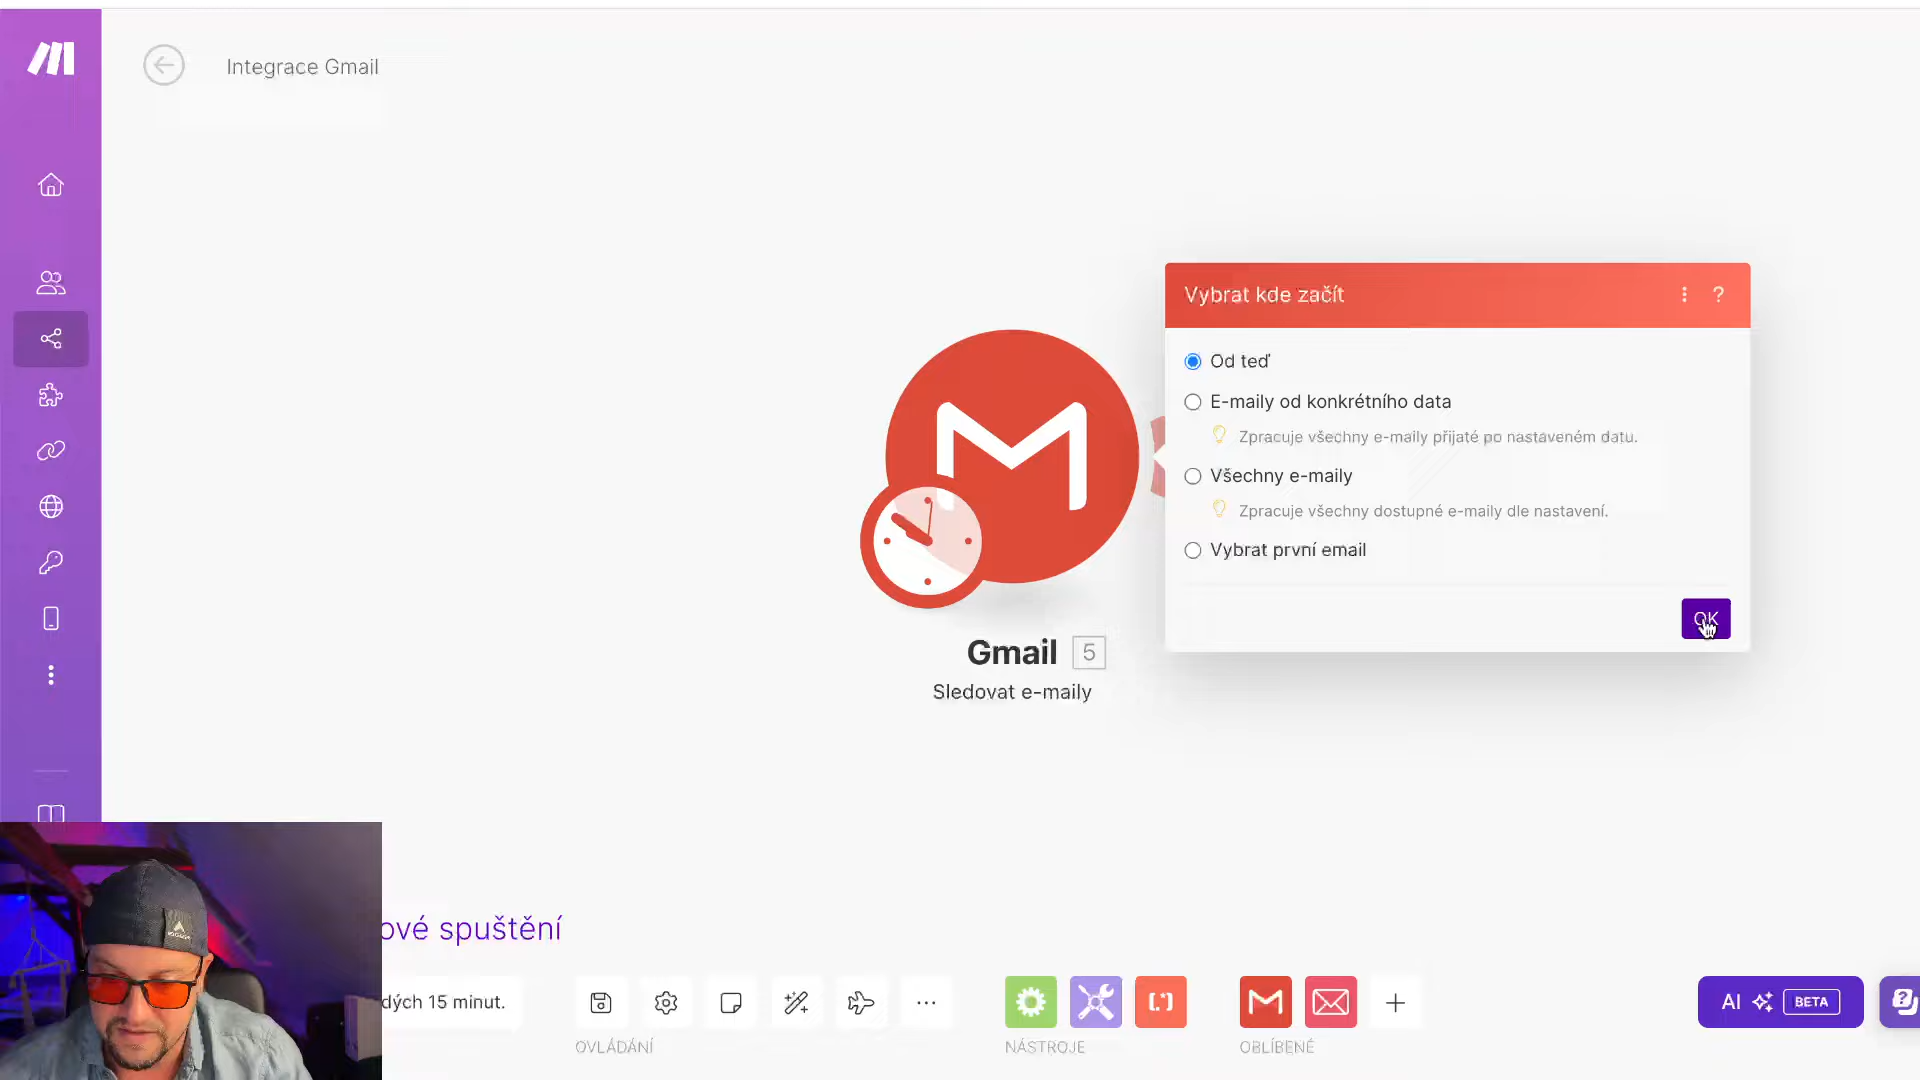 Integrace Gmail
Vybrat kde začít
?
Od teď
E-maily od konkrétního data
Zpracuje všechny e-maily přijaté po nastaveném datu.
Všechny e-maily
Zpracuje všechny dostupné e-maily dle nastavení.
Vybrat první email
OK
Gmail 5
Sledovat e-maily
ové spuštění
dých 15 minut.
AI BETA
OVLÁDÁNÍ
NÁSTROJE
OBLÍBENÉ